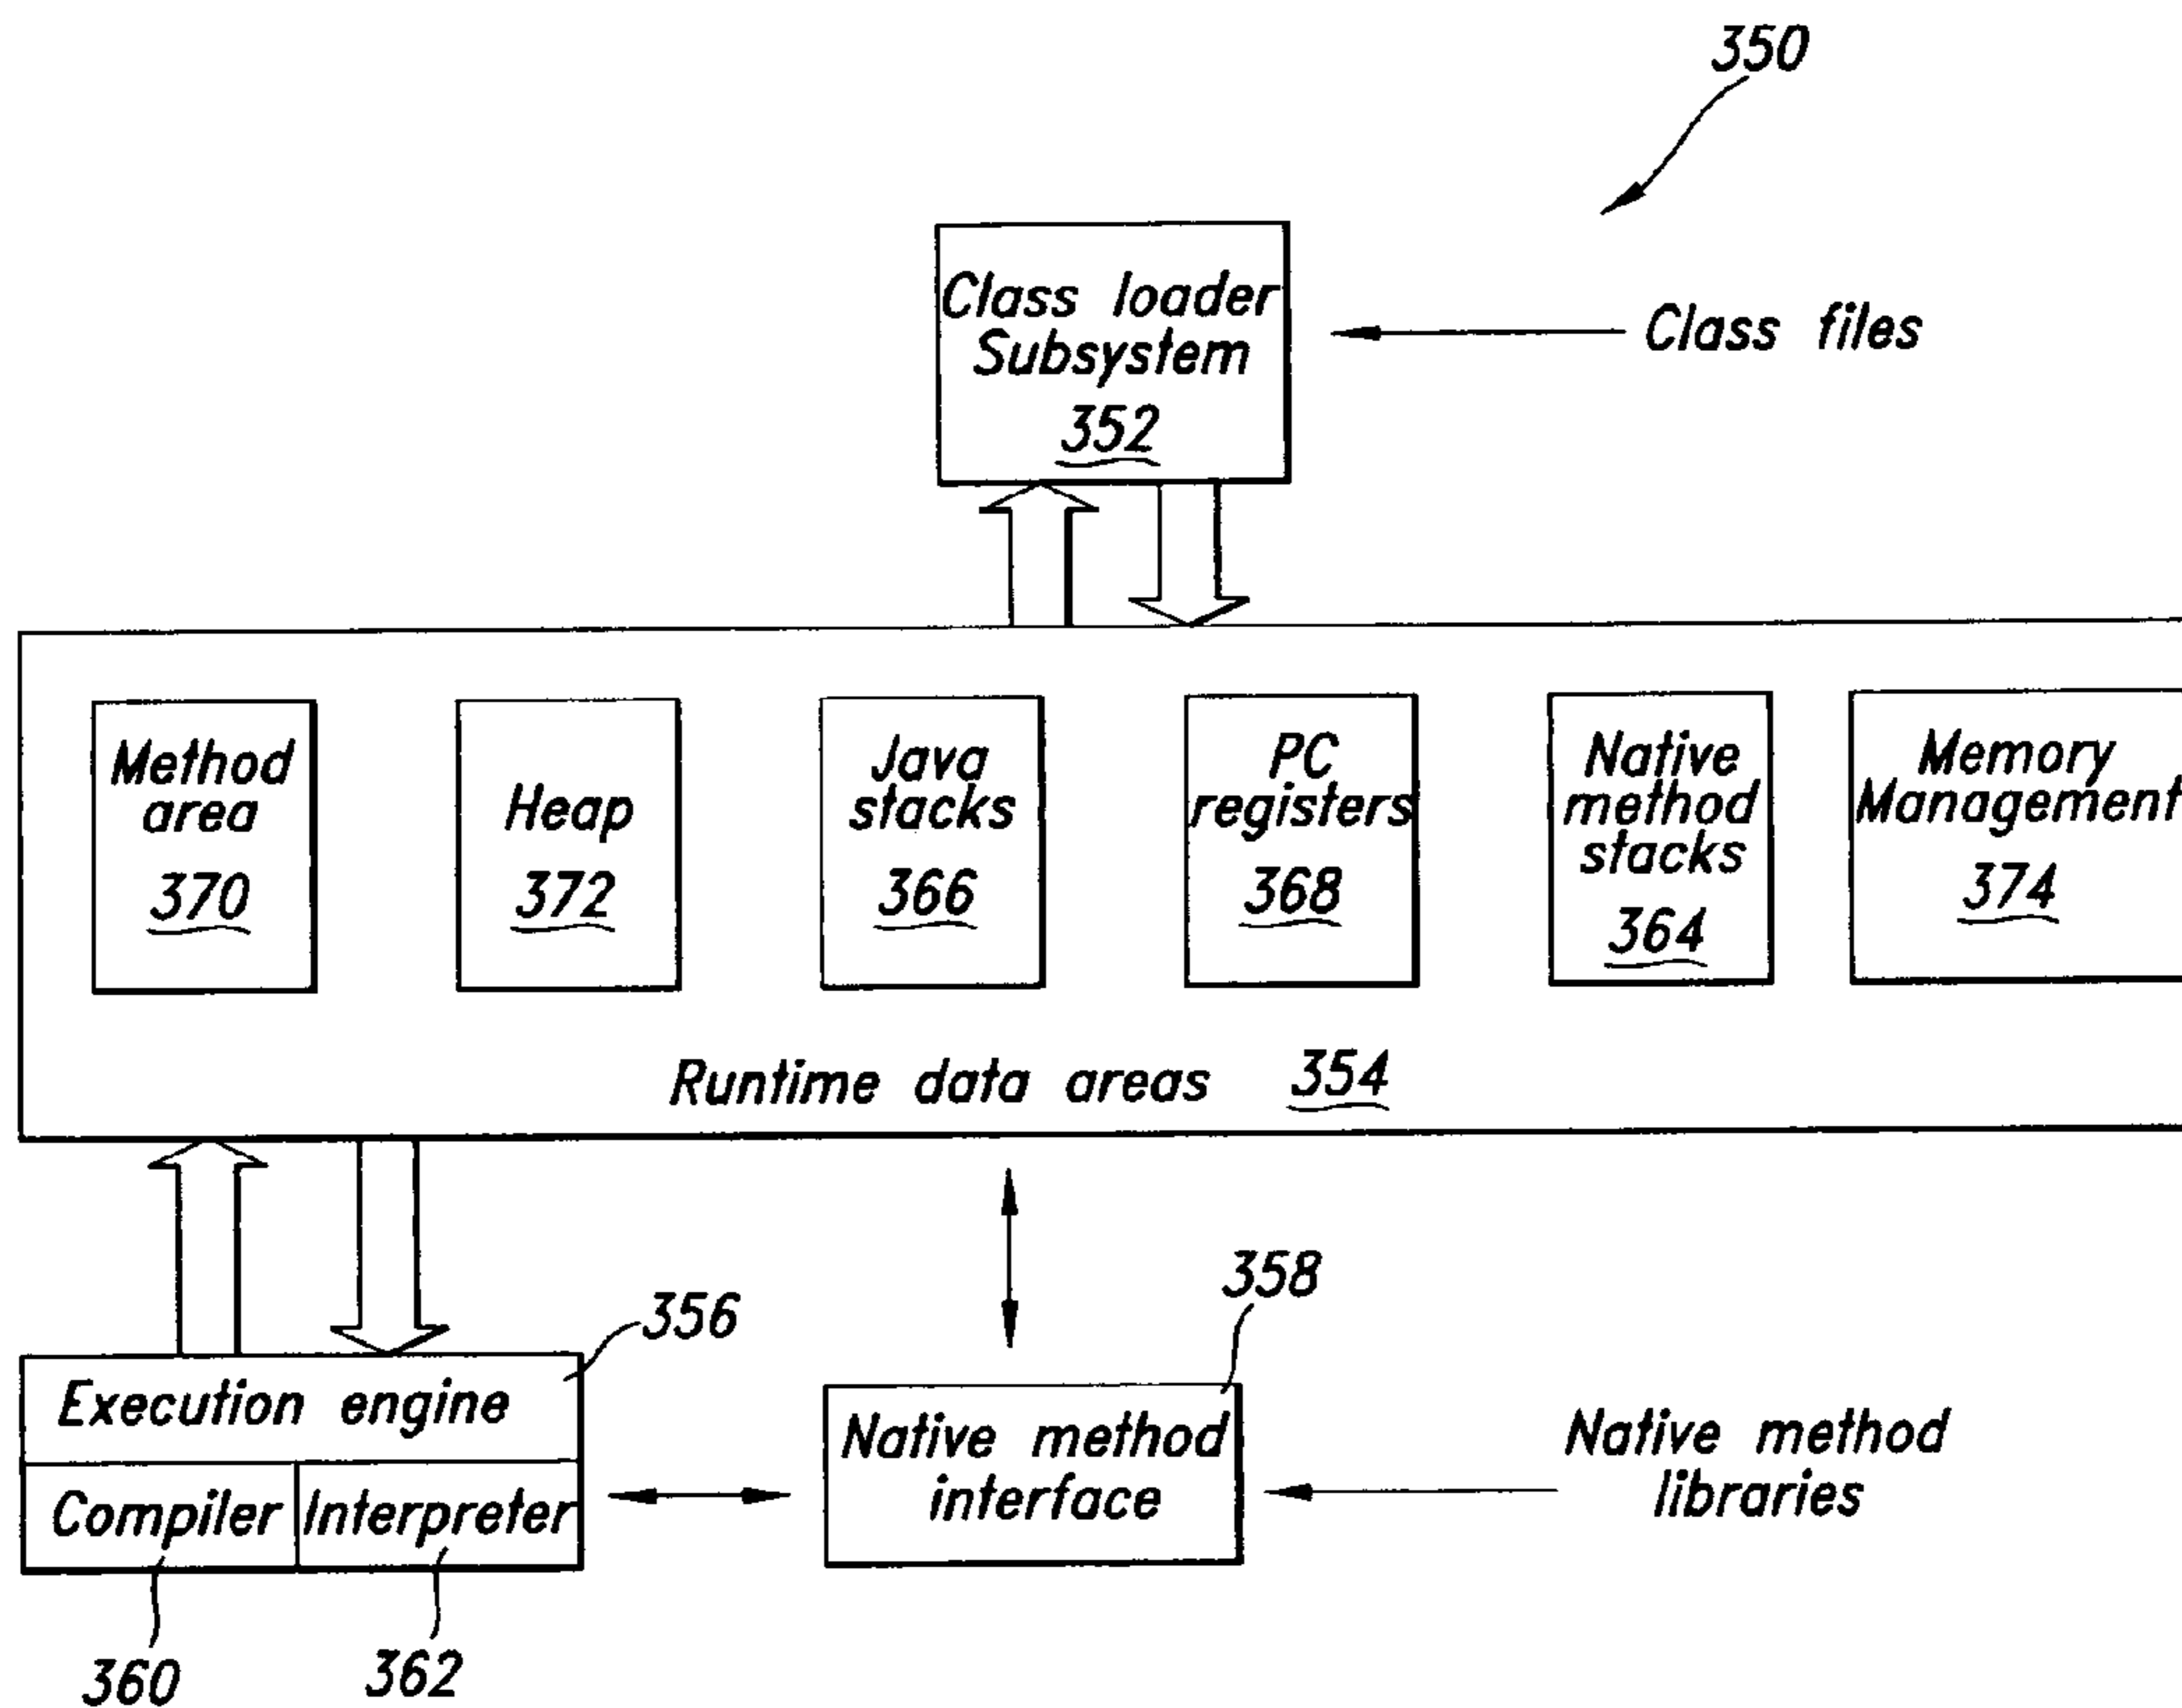 350
Class loader
Subsystem
352
Class files
Method
area
370
Heap
372
Java
stacks
366
PC
registers
368
Native
method
stacks
364
Memory
Management
374
Runtime data areas 354
356
Execution engine
Compiler
Interpreter
360
362
358
Native method
interface
Native method
libraries